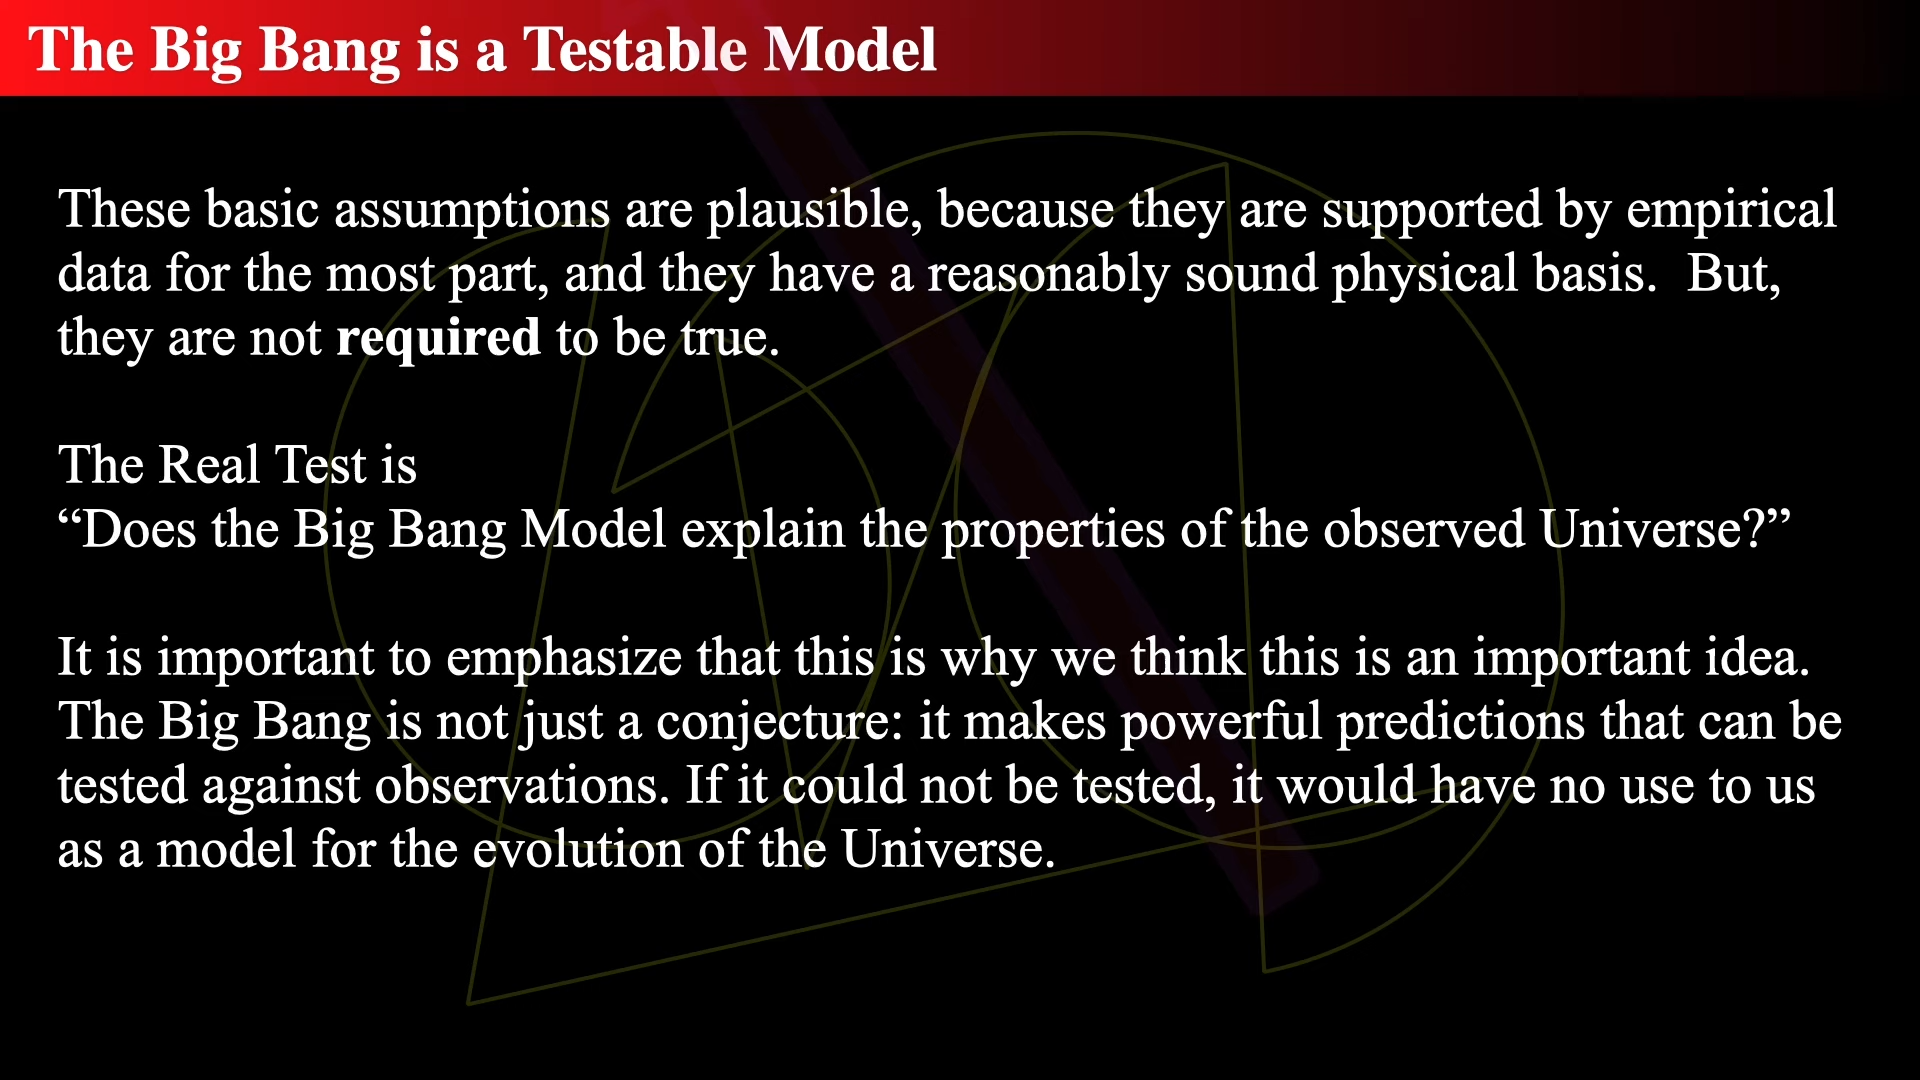 The Big Bang is a Testable Model
These basic assumptions are plausible, because they are supported by empirical
data for the most part, and they have a reasonably sound physical basis.  But,
they are not required to be true.
The Real Test is
“Does the Big Bang Model explain the properties of the observed Universe?”
It is important to emphasize that this is why we think this is an important idea.
The Big Bang is not just a conjecture: it makes powerful predictions that can be
tested against observations. If it could not be tested, it would have no use to us
as a model for the evolution of the Universe.